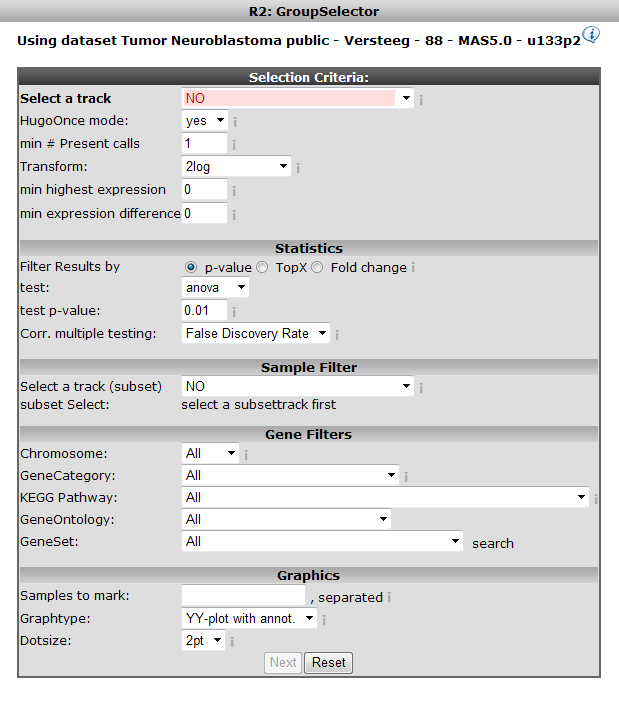 R2: GroupSelector
Using dataset Tumor Neuroblastoma public - Versteeg - 88 - MAS5.0 - u133p2 i
Selection Criteria:
Select a track NO i
HugoOnce mode: yes i
min # Present calls 1 i
Transform: 2log i
min highest expression 0 i
min expression difference 0 i
Statistics
Filter Results by p-value TopX Fold change i
test: anova
test p-value: 0.01 i
Corr. multiple testing: False Discovery Rate i
Sample Filter
Select a track (subset) NO i
subset Select: select a subsettrack first
Gene Filters
Chromosome: All i
GeneCategory: All i
KEGG Pathway: All i
GeneOntology: All
GeneSet: All search
Graphics
Samples to mark: , separated i
Graphtype: YY-plot with annot. i
Dotsize: 2pt i
Next Reset